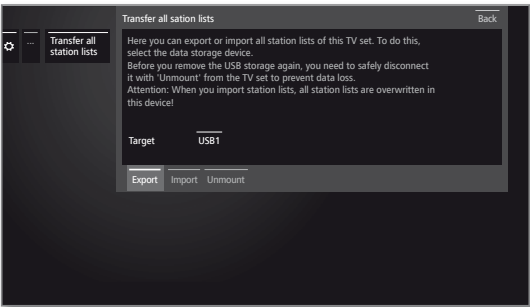 Transfer all sation lists
Back
...
Transfer all
station lists
Here you can export or import all station lists of this TV set. To do this,
select the data storage device.
Before you remove the USB storage again, you need to safely disconnect
it with 'Unmount' from the TV set to prevent data loss.
Attention: When you import station lists, all station lists are overwritten in
this device!
Target USB1
Export Import Unmount